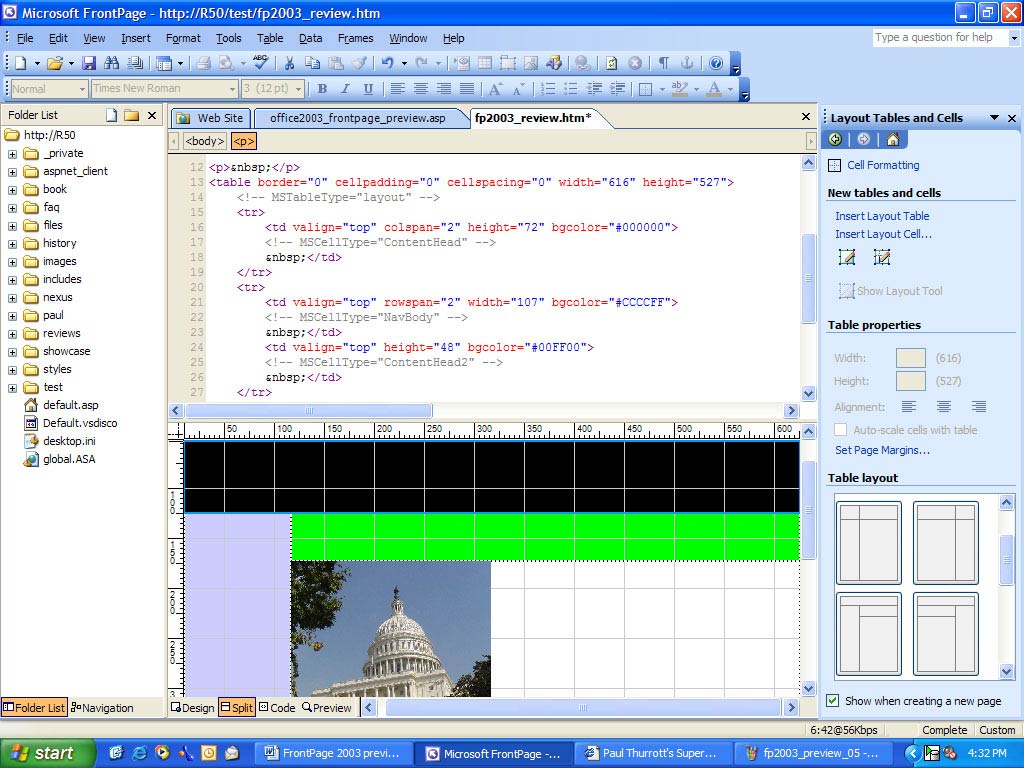 Microsoft FrontPage - http://R50/test/fp2003_review.htm
File Edit View Insert Format Tools Table Data Frames Window Help Type a question for help
Normal Times New Roman 3 (12 pt) B I U
Folder List
http://R50
_private
aspnet_client
book
faq
files
history
images
includes
nexus
paul
reviews
showcase
styles
test
default.asp
Default.vsdisco
desktop.ini
global.ASA
Folder List Navigation
Web Site office2003_frontpage_preview.asp fp2003_review.htm*
<body> <p>
12 <p>&nbsp;</p>
13 <table border="0" cellpadding="0" cellspacing="0" width="616" height="527">
14 <!-- MSTableType="layout" -->
15 <tr>
16 <td valign="top" colspan="2" height="72" bgcolor="#000000">
17 <!-- MSCellType="ContentHead" -->
18 &nbsp;</td>
19 </tr>
20 <tr>
21 <td valign="top" rowspan="2" width="107" bgcolor="#CCCCFF">
22 <!-- MSCellType="NavBody" -->
23 &nbsp;</td>
24 <td valign="top" height="48" bgcolor="#00FF00">
25 <!-- MSCellType="ContentHead2" -->
26 &nbsp;</td>
27 </tr>
50 100 150 200 250 300 350 400 450 500 550 600
100
150
200
250
3
Design Split Code Preview
Layout Tables and Cells
Cell Formatting
New tables and cells
Insert Layout Table
Insert Layout Cell...
Show Layout Tool
Table properties
Width: (616)
Height: (527)
Alignment:
Auto-scale cells with table
Set Page Margins...
Table layout
Show when creating a new page
6:42@56Kbps Complete Custom
start FrontPage 2003 previ... Microsoft FrontPage -... Paul Thurrott's Super... fp2003_preview_05 -... 4:32 PM